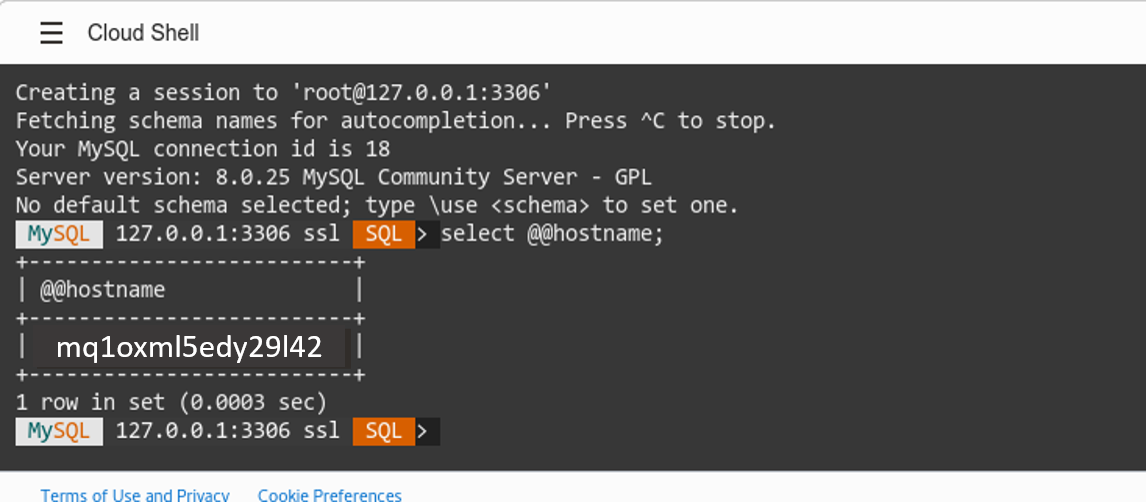 ☰ Cloud Shell
Creating a session to 'root@127.0.0.1:3306'
Fetching schema names for autocompletion... Press ^C to stop.
Your MySQL connection id is 18
Server version: 8.0.25 MySQL Community Server - GPL
No default schema selected; type \use <schema> to set one.
MySQL 127.0.0.1:3306 ssl SQL > select @@hostname;
+--------------------------+
| @@hostname |
+--------------------------+
| mq1oxml5edy29l42 |
+--------------------------+
1 row in set (0.0003 sec)
MySQL 127.0.0.1:3306 ssl SQL >
Terms of Use and Privacy Cookie Preferences